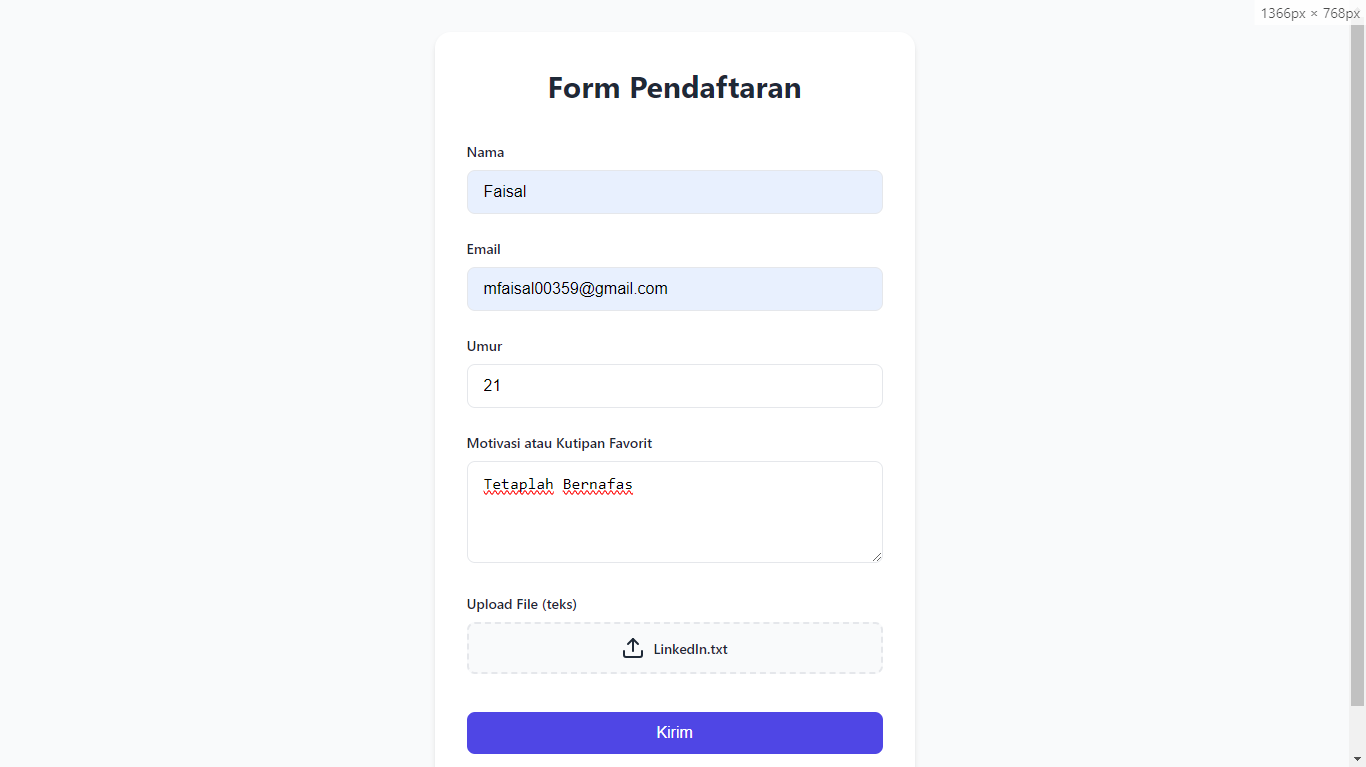 1366px × 768px
Form Pendaftaran
Nama
Faisal
Email
mfaisal00359@gmail.com
Umur
21
Motivasi atau Kutipan Favorit
Tetaplah Bernafas
Upload File (teks)
LinkedIn.txt
Kirim